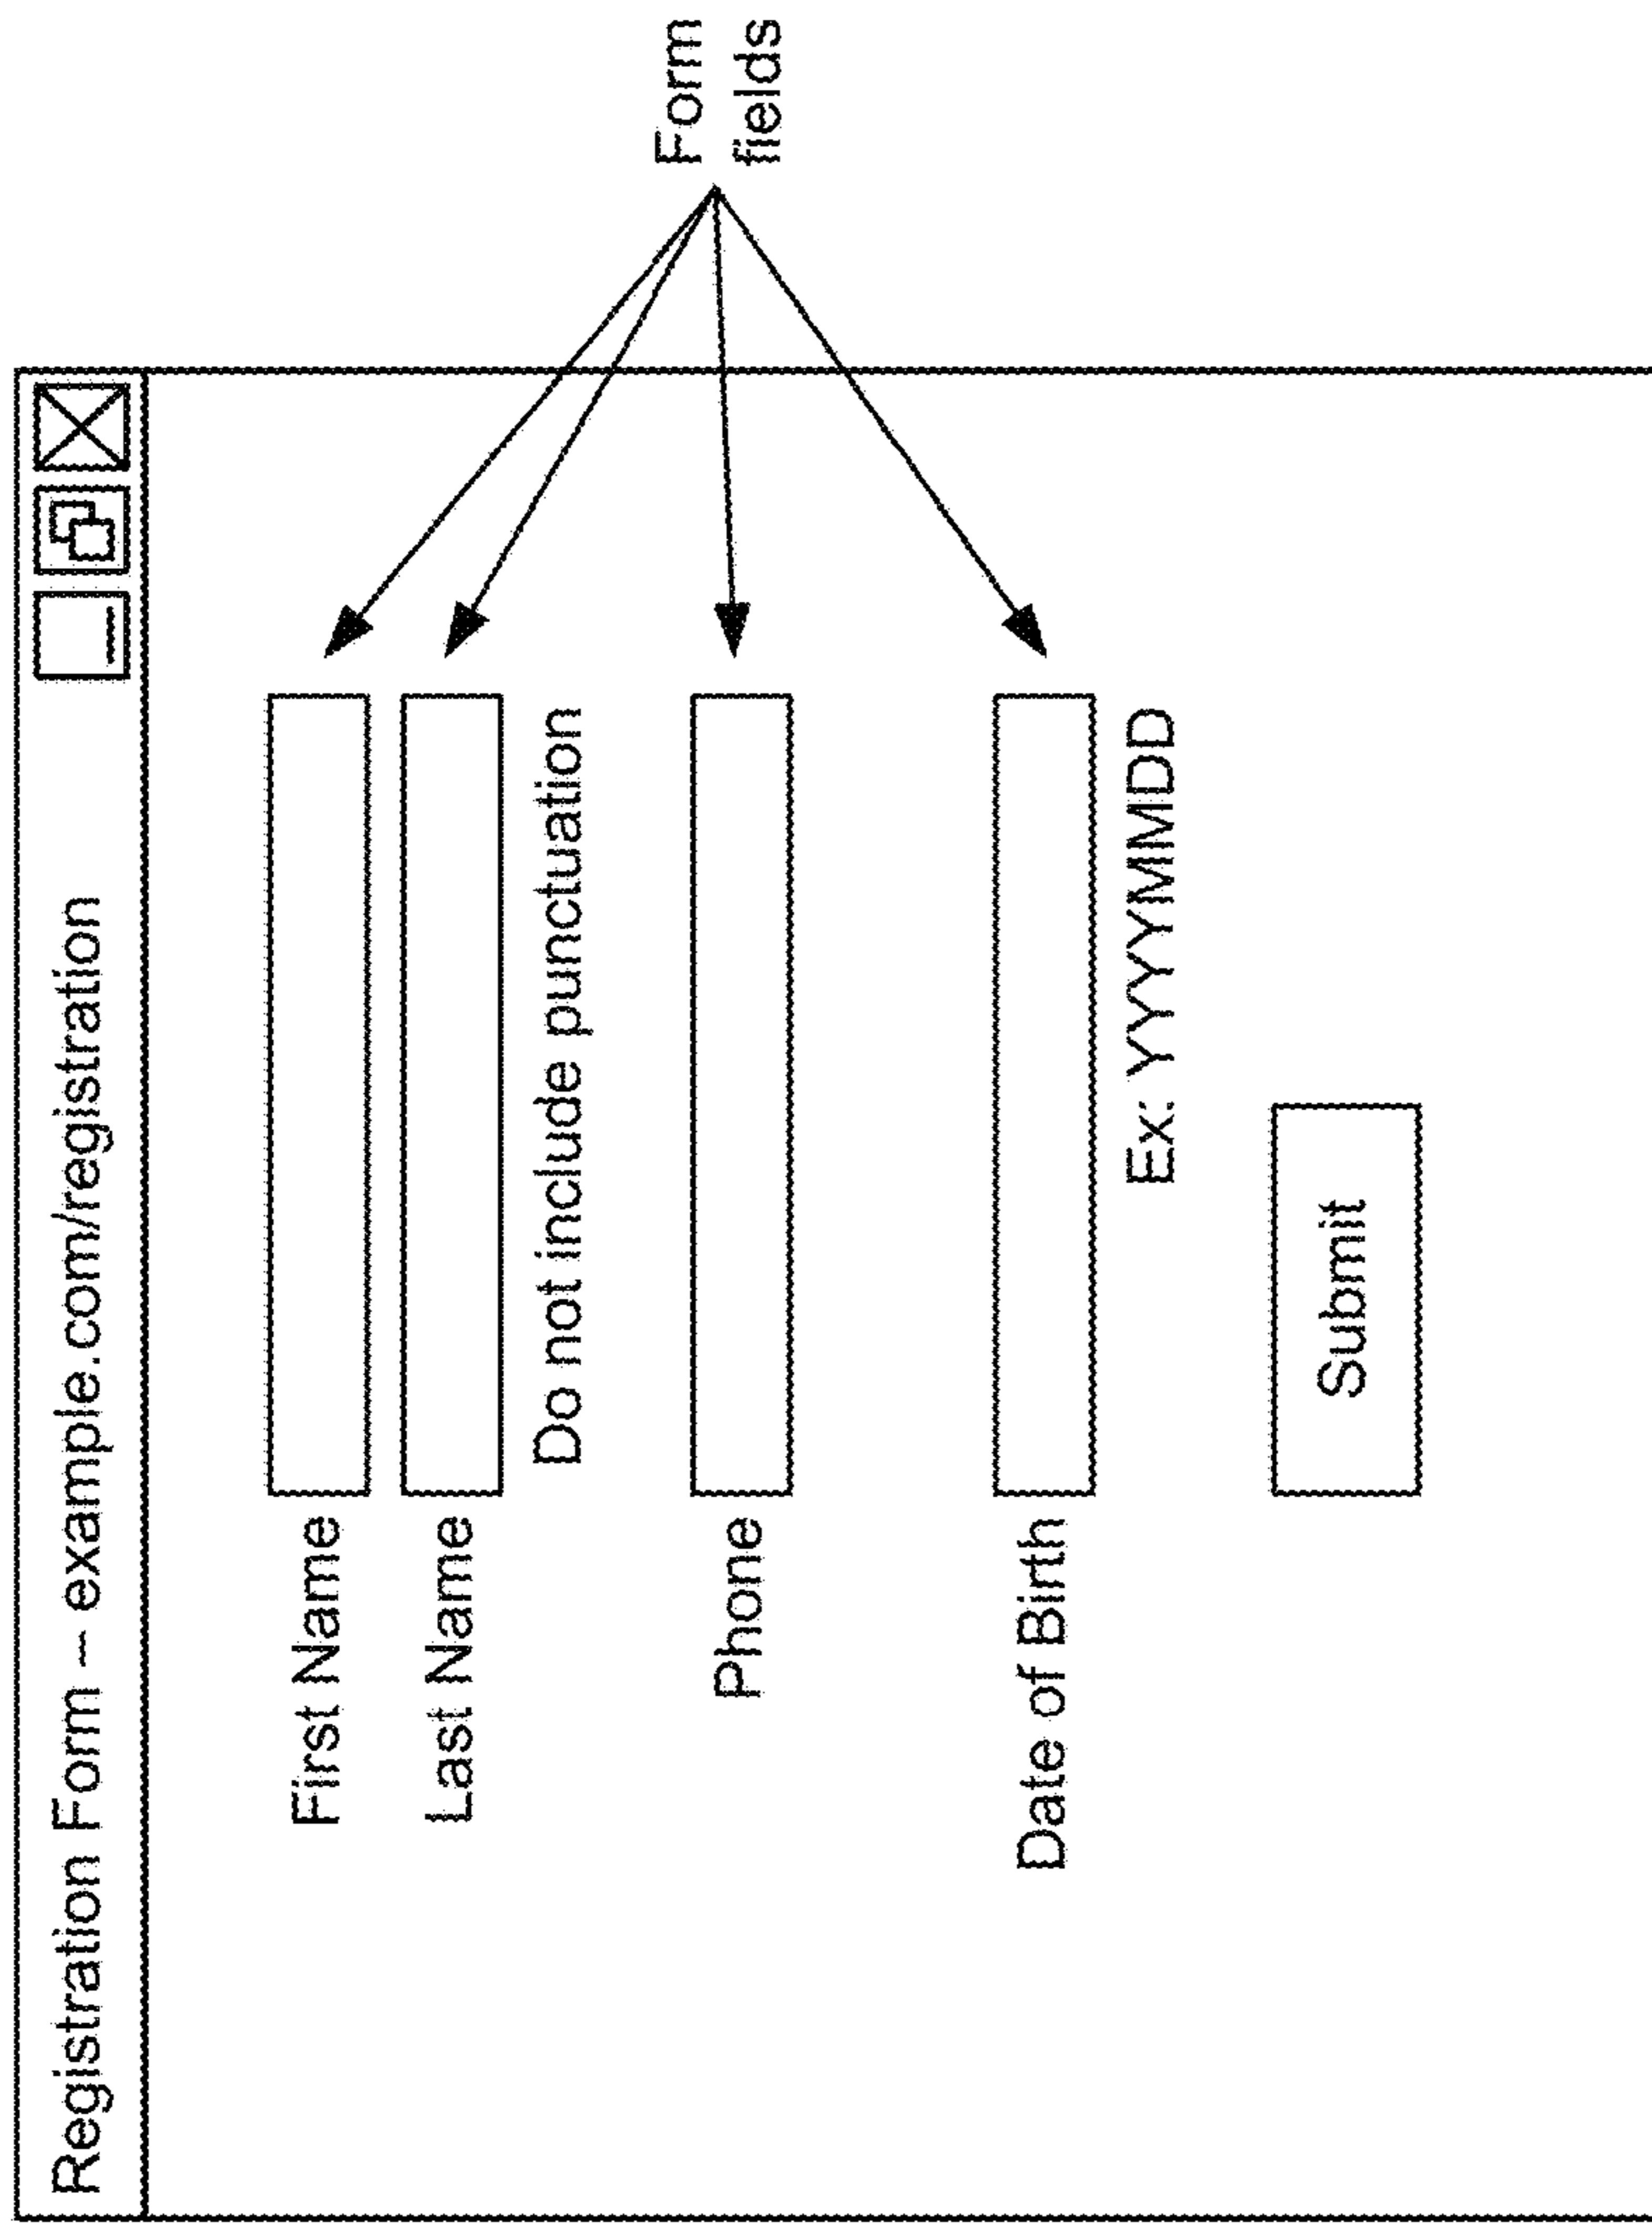 Registration Form – example.com/registration
First Name
Last Name
Do not include punctuation
Phone
Date of Birth
Ex: YYYYMMDD
Submit
Form
fields